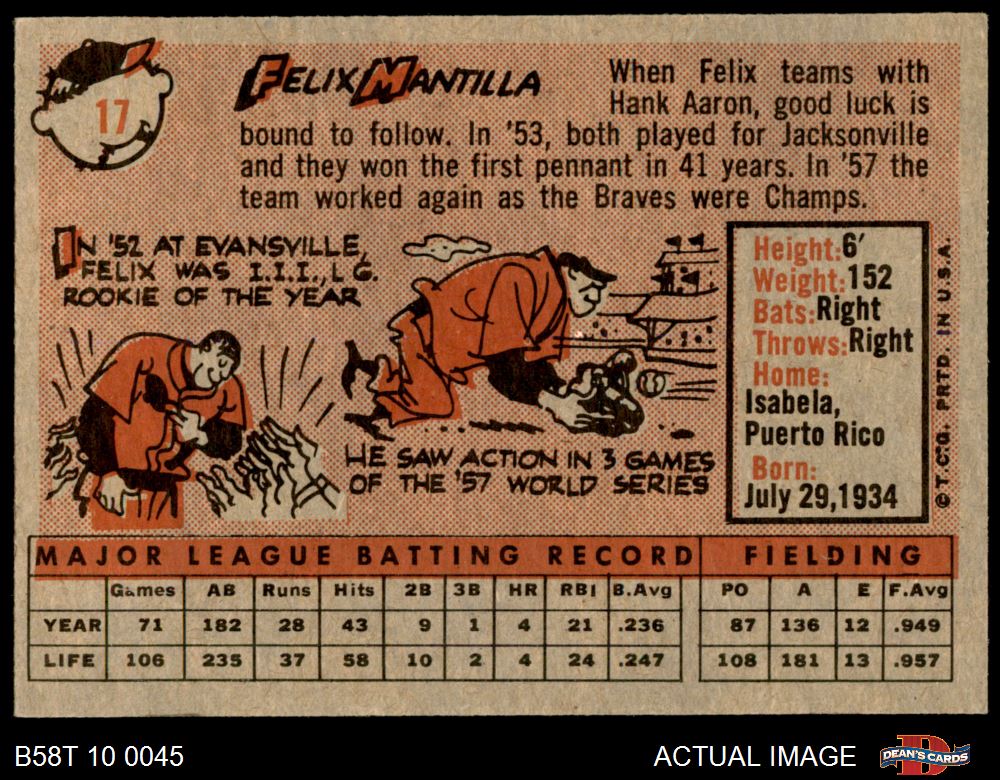 17
FELIX MANTILLA
When Felix teams with
Hank Aaron, good luck is
bound to follow. In '53, both played for Jacksonville
and they won the first pennant in 41 years. In '57 the
team worked again as the Braves were Champs.
IN '52 AT EVANSVILLE,
FELIX WAS I.I.I., L G.
ROOKIE OF THE YEAR
HE SAW ACTION IN 3 GAMES
OF THE '57 WORLD SERIES
Height: 6'
Weight: 152
Bats: Right
Throws: Right
Home:
Isabela,
Puerto Rico
Born:
July 29, 1934
© T.C.G. PRTD. IN U.S.A.
MAJOR LEAGUE BATTING RECORD FIELDING
Games AB Runs Hits 2B 3B HR RBI B.Avg PO A E F.Avg
YEAR 71 182 28 43 9 1 4 21 .236 87 136 12 .949
LIFE 106 235 37 58 10 2 4 24 .247 108 181 13 .957
B58T 10 0045 ACTUAL IMAGE DEAN'S CARDS